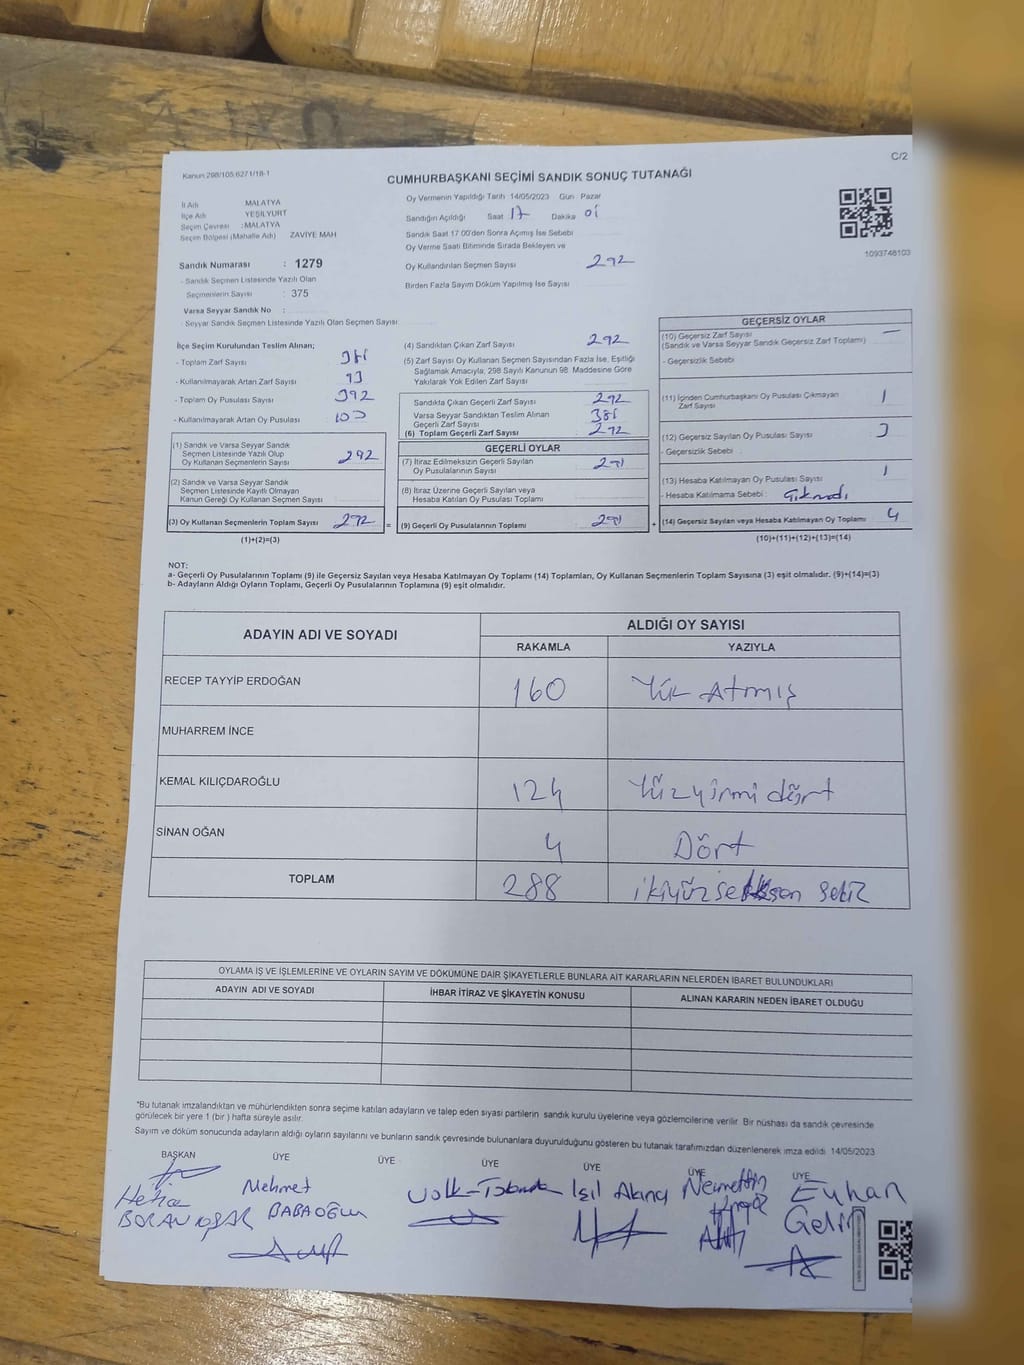 C/2
Kanun 298/105;6271/18-1
CUMHURBAŞKANI SEÇİMİ SANDIK SONUÇ TUTANAĞI
İl Adı MALATYA
İlçe Adı YEŞİLYURT
Seçim Çevresi : MALATYA
Seçim Bölgesi (Mahalle Adı) ZAVİYE MAH
Sandık Numarası : 1279
- Sandık Seçmen Listesinde Yazılı Olan
Seçmenlerin Sayısı : 375
Varsa Seyyar Sandık No :
- Seyyar Sandık Seçmen Listesinde Yazılı Olan Seçmen Sayısı
Oy Vermenin Yapıldığı Tarih 14/05/2023 Gün Pazar
Sandığın Açıldığı Saat 17 Dakika 01
Sandık Saat 17:00'den Sonra Açımış İse Sebebi
Oy Verme Saati Bitiminde Sırada Bekleyen ve
Oy Kullandırılan Seçmen Sayısı 292
Birden Fazla Sayım Döküm Yapılmış İse Sayısı
1093748103
İlçe Seçim Kurulundan Teslim Alınan;
- Toplam Zarf Sayısı
- Kullanılmayarak Artan Zarf Sayısı 93
- Toplam Oy Pusulası Sayısı 392
- Kullanılmayarak Artan Oy Pusulası 100
(1) Sandık ve Varsa Seyyar Sandık
Seçmen Listesinde Yazılı Olup
Oy Kullanan Seçmenlerin Sayısı 292
(2) Sandık ve Varsa Seyyar Sandık
Seçmen Listesinde Kayıtlı Olmayan
Kanun Gereği Oy Kullanan Seçmen Sayısı
(3) Oy Kullanan Seçmenlerin Toplam Sayısı 292 =
(1)+(2)=(3)
(4) Sandıktan Çıkan Zarf Sayısı 292
(5) Zarf Sayısı Oy Kullanan Seçmen Sayısından Fazla İse, Eşitliği
Sağlamak Amacıyla, 298 Sayılı Kanunun 98. Maddesine Göre
Yakılarak Yok Edilen Zarf Sayısı
Sandıkta Çıkan Geçerli Zarf Sayısı 292
Varsa Seyyar Sandıktan Teslim Alınan
Geçerli Zarf Sayısı
(6) Toplam Geçerli Zarf Sayısı 292
GEÇERLİ OYLAR
(7) İtiraz Edilmeksizin Geçerli Sayılan
Oy Pusulalarının Sayısı
(8) İtiraz Üzerine Geçerli Sayılan veya
Hesaba Katılan Oy Pusulası Toplamı
(9) Geçerli Oy Pusulalarının Toplamı +
GEÇERSİZ OYLAR
(10) Geçersiz Zarf Sayısı —
(Sandık ve Varsa Seyyar Sandık Geçersiz Zarf Toplamı)
- Geçersizlik Sebebi
(11) İçinden Cumhurbaşkanı Oy Pusulası Çıkmayan
Zarf Sayısı 1
(12) Geçersiz Sayılan Oy Pusulası Sayısı
- Geçersizlik Sebebi :
(13) Hesaba Katılmayan Oy Pusulası Sayısı 1
- Hesaba Katılmama Sebebi : Çıkmadı
(14) Geçersiz Sayılan veya Hesaba Katılmayan Oy Toplamı 4
(10)+(11)+(12)+(13)=(14)
NOT:
a- Geçerli Oy Pusulalarının Toplamı (9) ile Geçersiz Sayılan veya Hesaba Katılmayan Oy Toplamı (14) Toplamları, Oy Kullanan Seçmenlerin Toplam Sayısına (3) eşit olmalıdır. (9)+(14)=(3)
b- Adayların Aldığı Oyların Toplamı, Geçerli Oy Pusulalarının Toplamına (9) eşit olmalıdır.
ADAYIN ADI VE SOYADI ALDIĞI OY SAYISI
RAKAMLA YAZIYLA
RECEP TAYYİP ERDOĞAN 160 Yüz Atmış
MUHARREM İNCE
KEMAL KILIÇDAROĞLU 124 Yüzyirmi dört
SİNAN OĞAN 4 Dört
TOPLAM 288 ikiyüz seksen sekiz
OYLAMA İŞ VE İŞLEMLERİNE VE OYLARIN SAYIM VE DÖKÜMÜNE DAİR ŞİKAYETLERLE BUNLARA AİT KARARLARIN NELERDEN İBARET BULUNDUKLARI
ADAYIN ADI VE SOYADI İHBAR İTİRAZ VE ŞİKAYETİN KONUSU ALINAN KARARIN NEDEN İBARET OLDUĞU
*Bu tutanak imzalandıktan ve mühürlendikten sonra seçime katılan adayların ve talep eden siyasi partilerin sandık kurulu üyelerine veya gözlemcilerine verilir. Bir nüshası da sandık çevresinde
görülecek bir yere 1 (bir) hafta süreyle asılır.
Sayım ve döküm sonucunda adayların aldığı oyların sayılarını ve bunların sandık çevresinde bulunanlara duyurulduğunu gösteren bu tutanak tarafımızdan düzenlenerek imza edildi. 14/05/2023
BAŞKAN ÜYE ÜYE ÜYE ÜYE ÜYE ÜYE
Hatice Mehmet Işıl Akıncı Necmettin Eyhan
BORAN BABAOĞLU Gelir